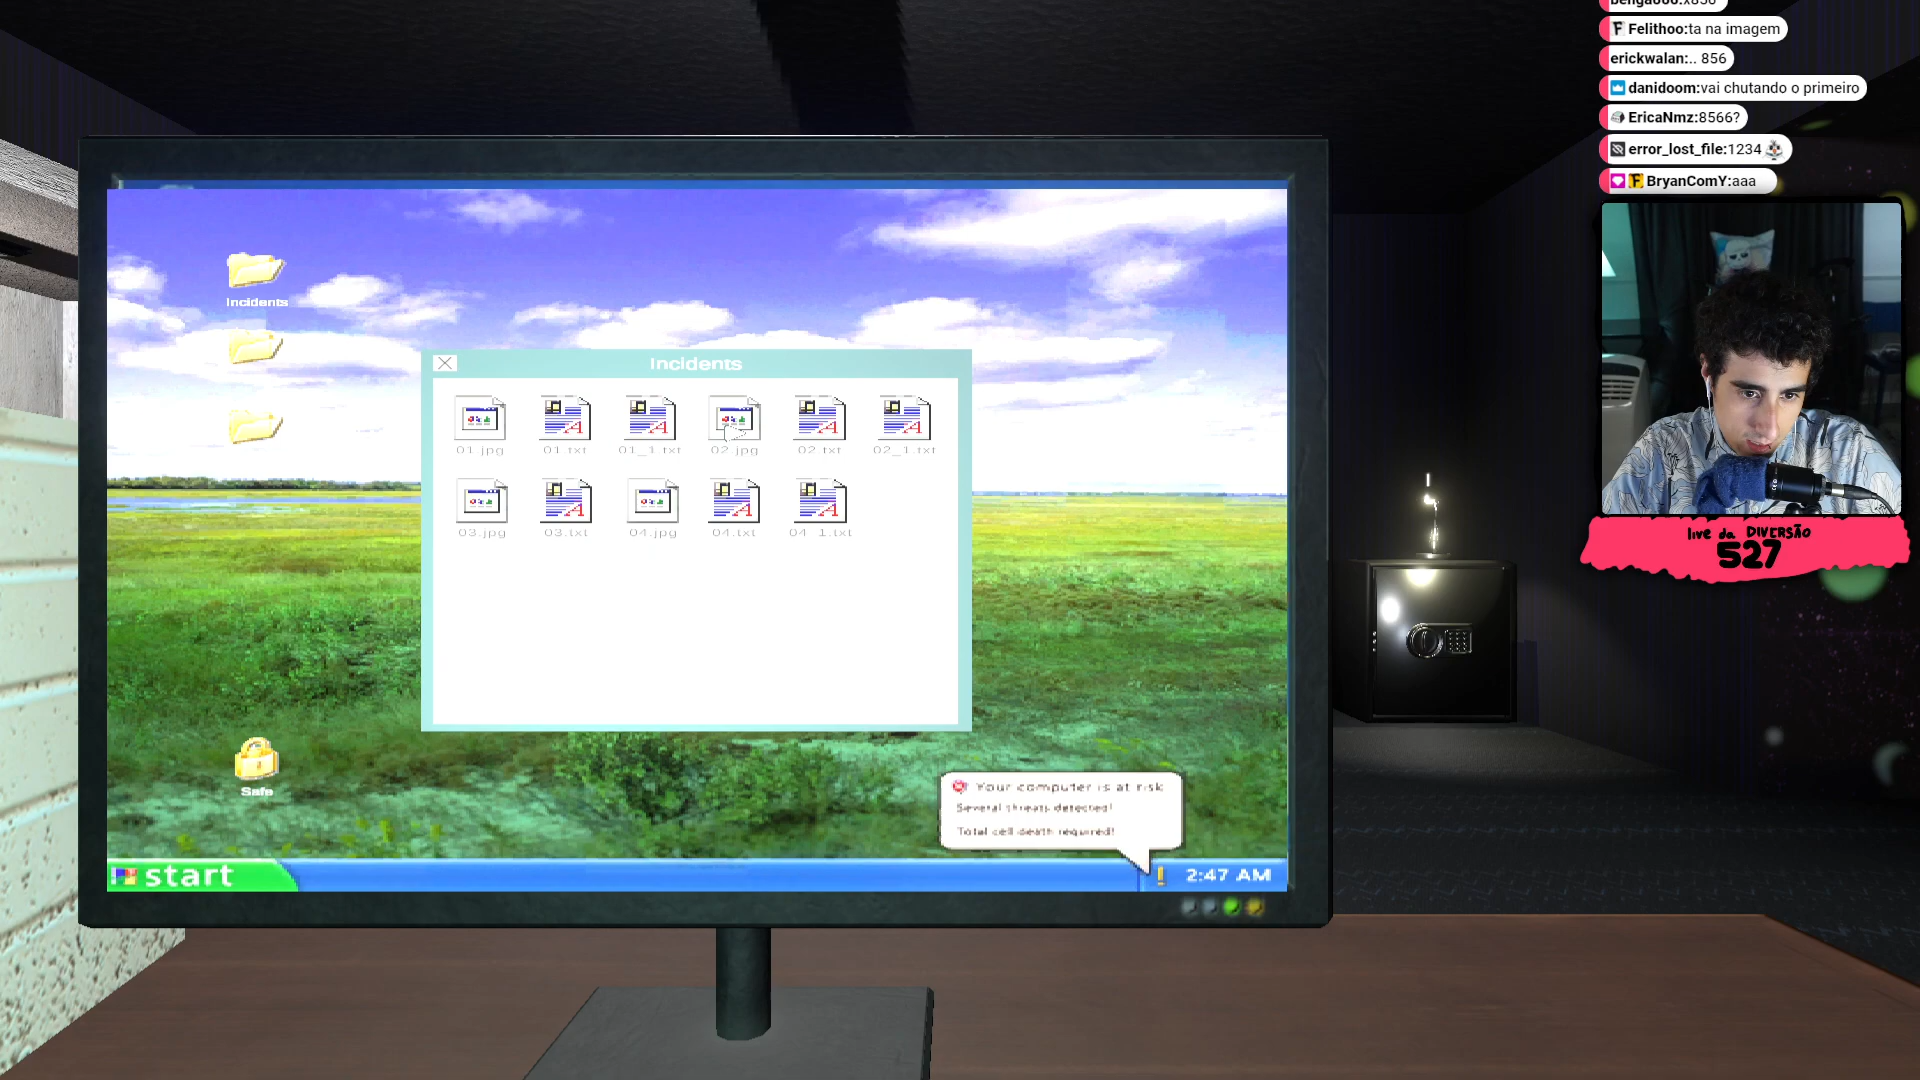 Felithoo:ta na imagem
erickwalan:.. 856
danidoom:vai chutando o primeiro
EricaNmz:8566?
error_lost_file:1234
BryanComY:aaa
live da DIVERSÃO
527
Incidents
Incidents
01.jpg 01.txt 01_1.txt 02.jpg 02.txt 02_1.txt
03.jpg 03.txt 04.jpg 04.txt 04_1.txt
Safe
Your computer is at risk
Several threats detected!
Total cell death required!
start
2:47 AM